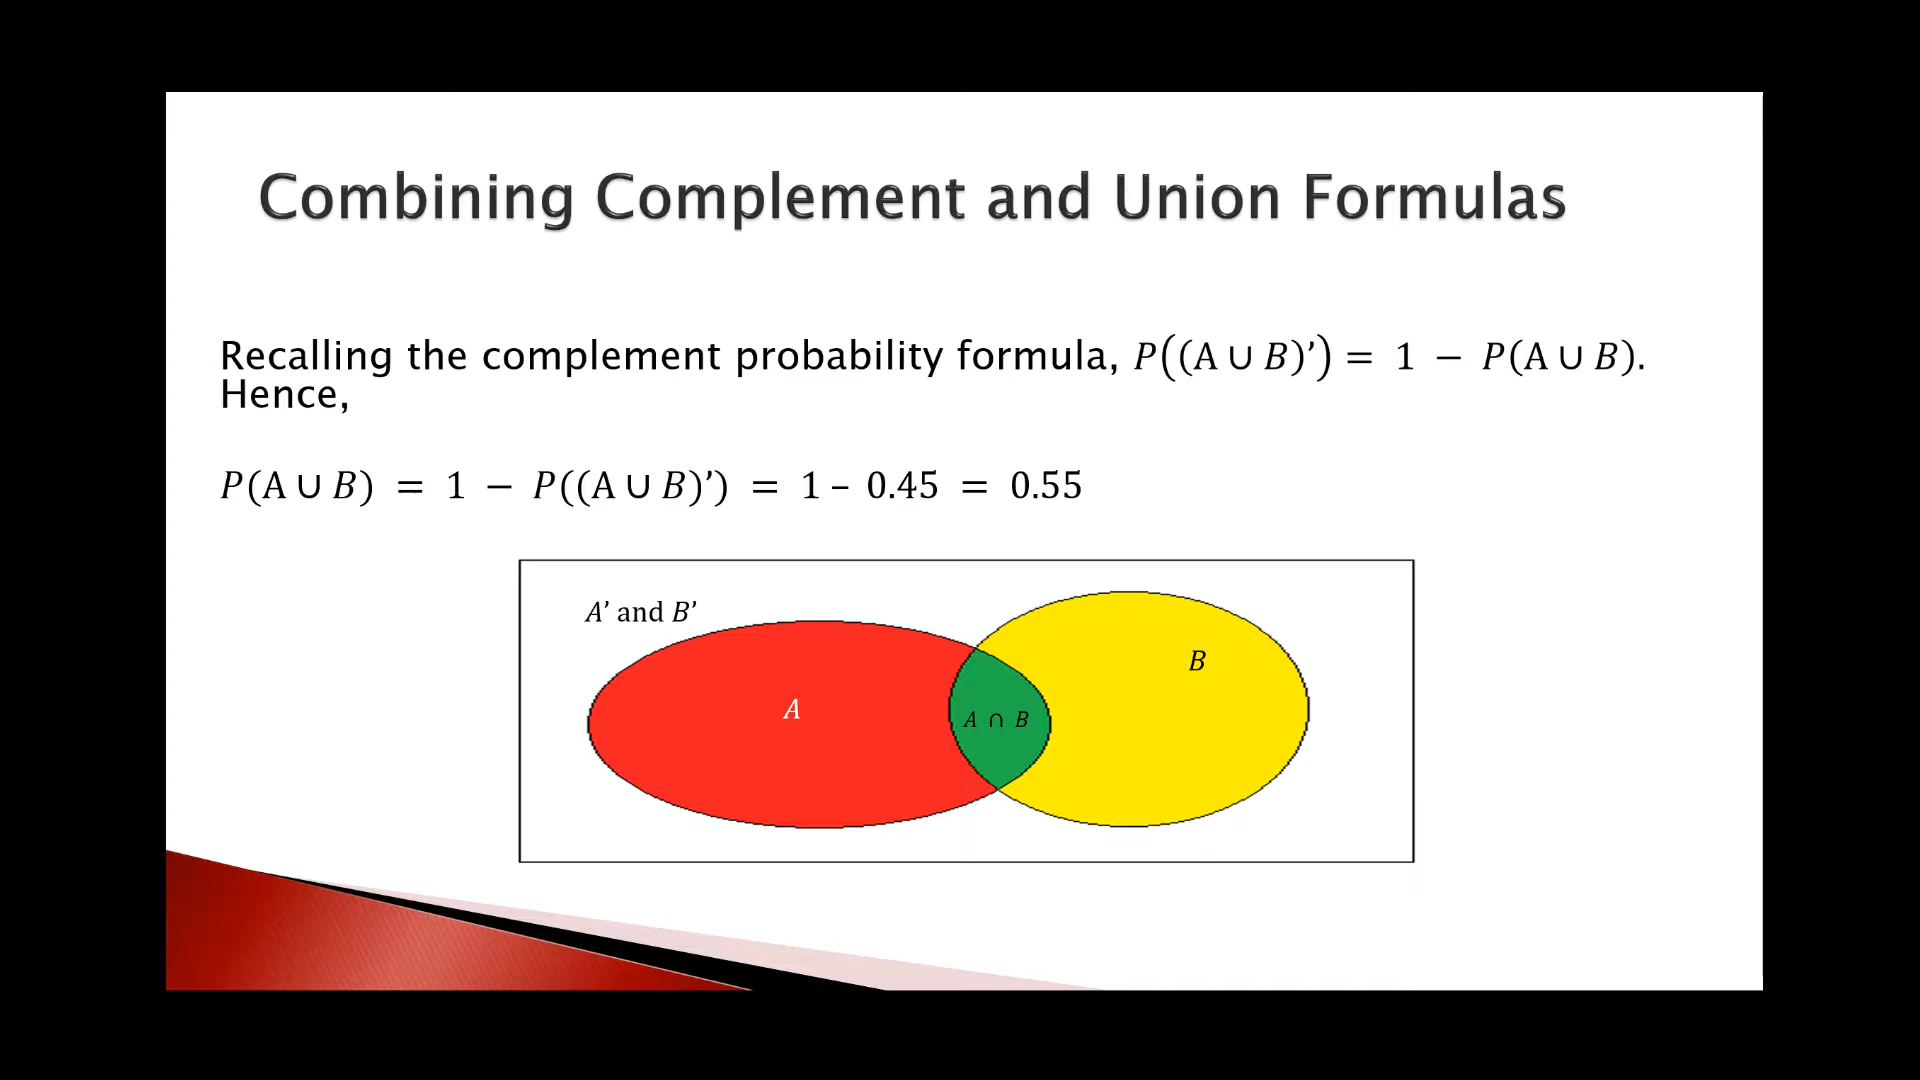 Combining Complement and Union Formulas
Recalling the complement probability formula, P((A ∪ B)’) = 1 − P(A ∪ B).
Hence,
P(A ∪ B) = 1 − P((A ∪ B)’) = 1 – 0.45 = 0.55
A’ and B’
B
A
A ∩ B